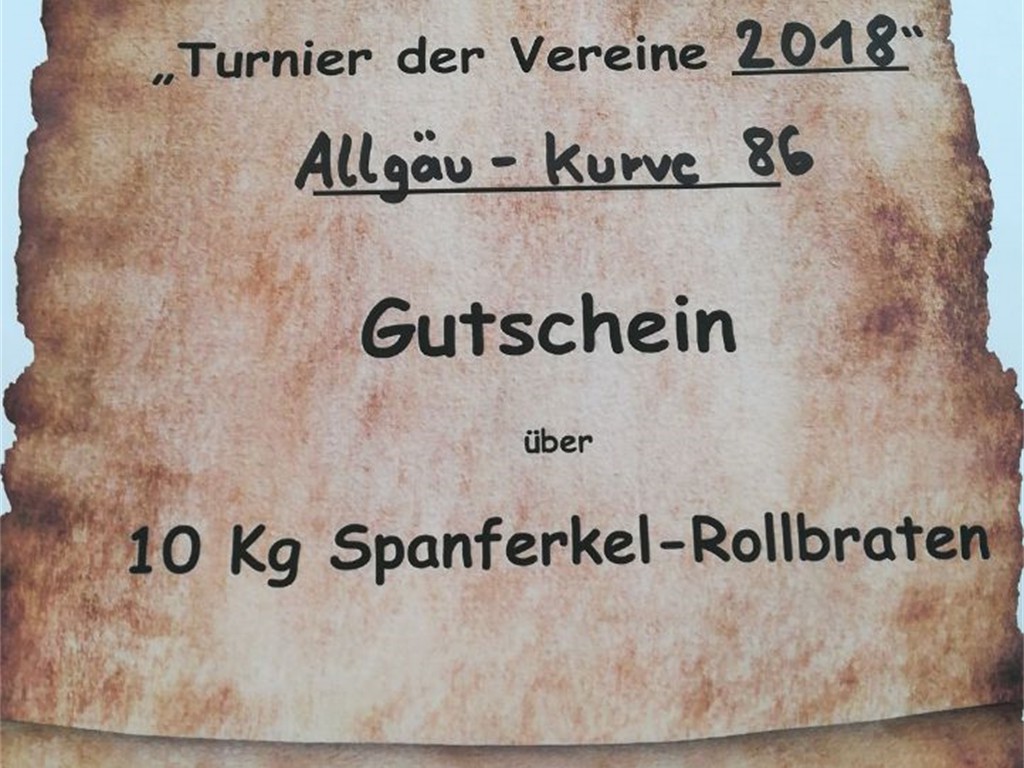 „Turnier der Vereine 2018“
Allgäu - Kurve 86
Gutschein
über
10 Kg Spanferkel-Rollbraten